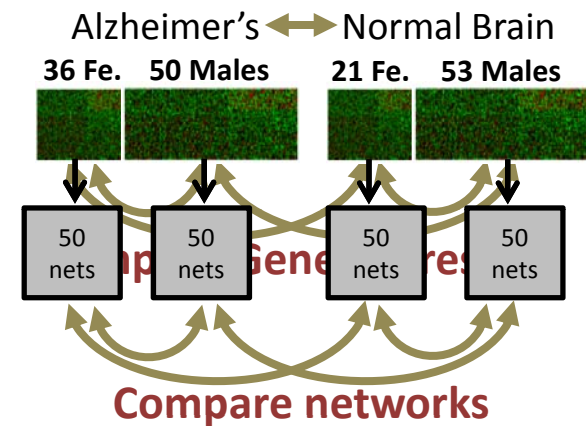 Alzheimer's Normal Brain
36 Fe. 50 Males 21 Fe. 53 Males
50 50 50 50
nets nets nets nets
Compare networks